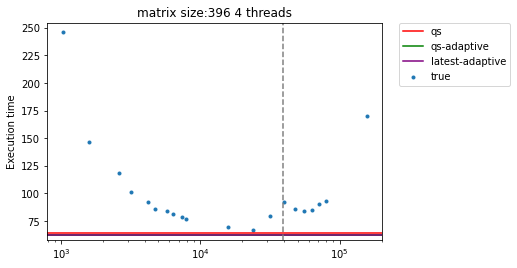 matrix size:396 4 threads
250
225
200
175
150
125
100
75
Execution time
10³
10⁴
10⁵
qs
qs-adaptive
latest-adaptive
true